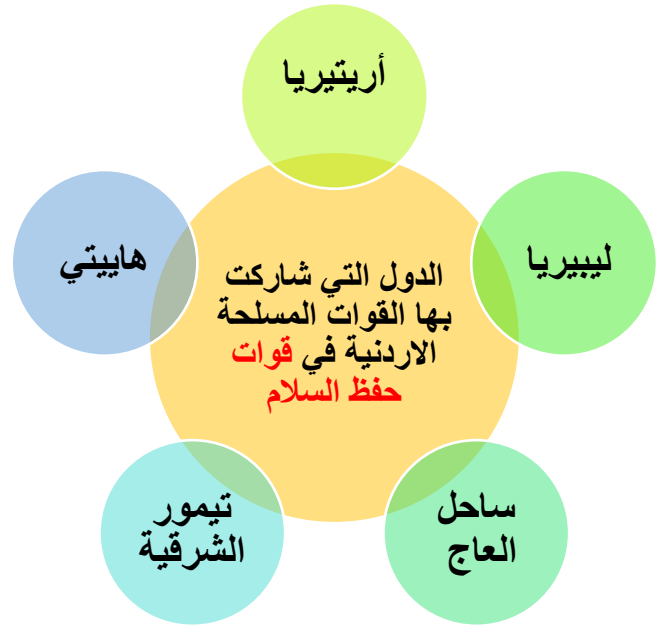 أريتيريا
ليبيريا
هاييتي
الدول التي شاركت
بها القوات المسلحة
الاردنية في قوات
حفظ السلام
ساحل
العاج
تيمور
الشرقية